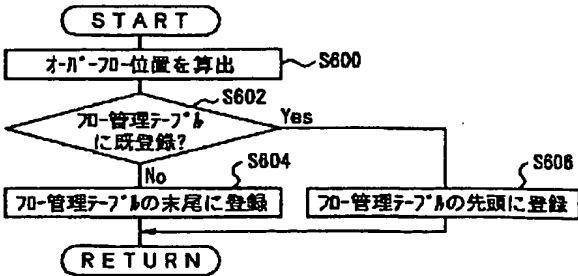 START
オーバーフロー位置を算出
S600
S602
フロー管理テーブル
に既登録?
Yes
No
S604
S606
フロー管理テーブルの末尾に登録
フロー管理テーブルの先頭に登録
RETURN